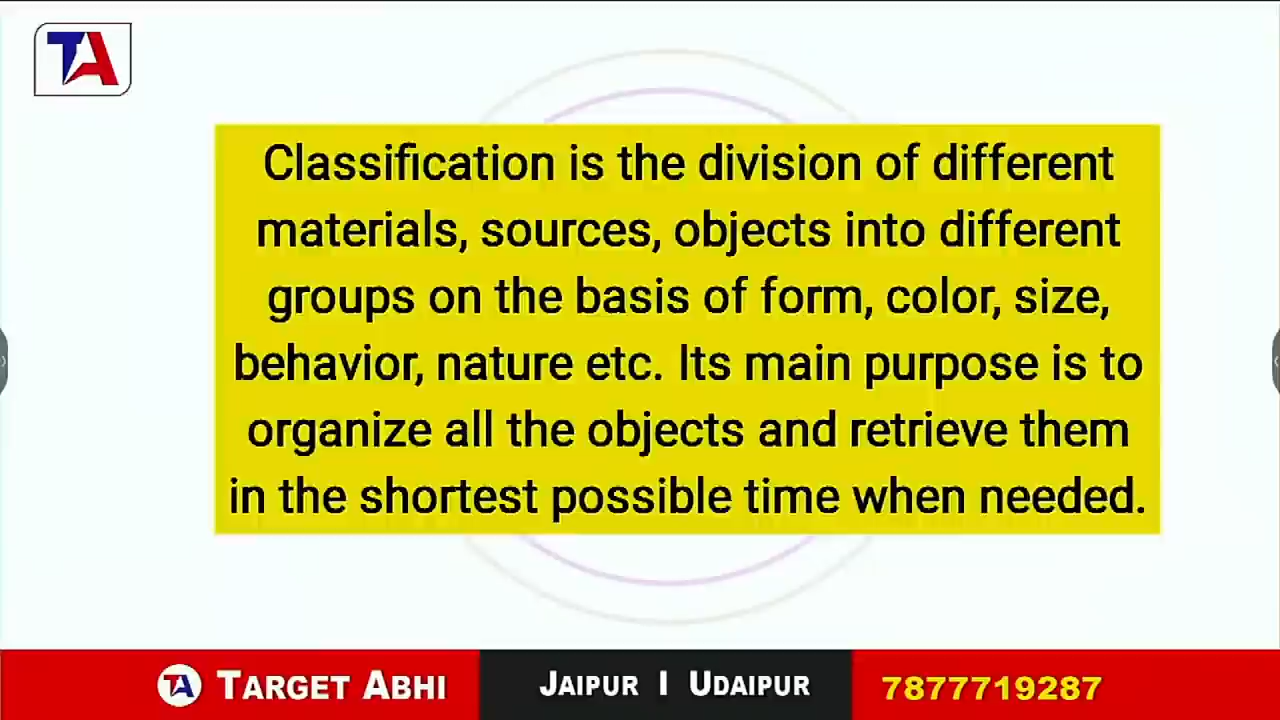 TA
Classification is the division of different
materials, sources, objects into different
groups on the basis of form, color, size,
behavior, nature etc. Its main purpose is to
organize all the objects and retrieve them
in the shortest possible time when needed.
TA TARGET ABHI JAIPUR | UDAIPUR 7877719287